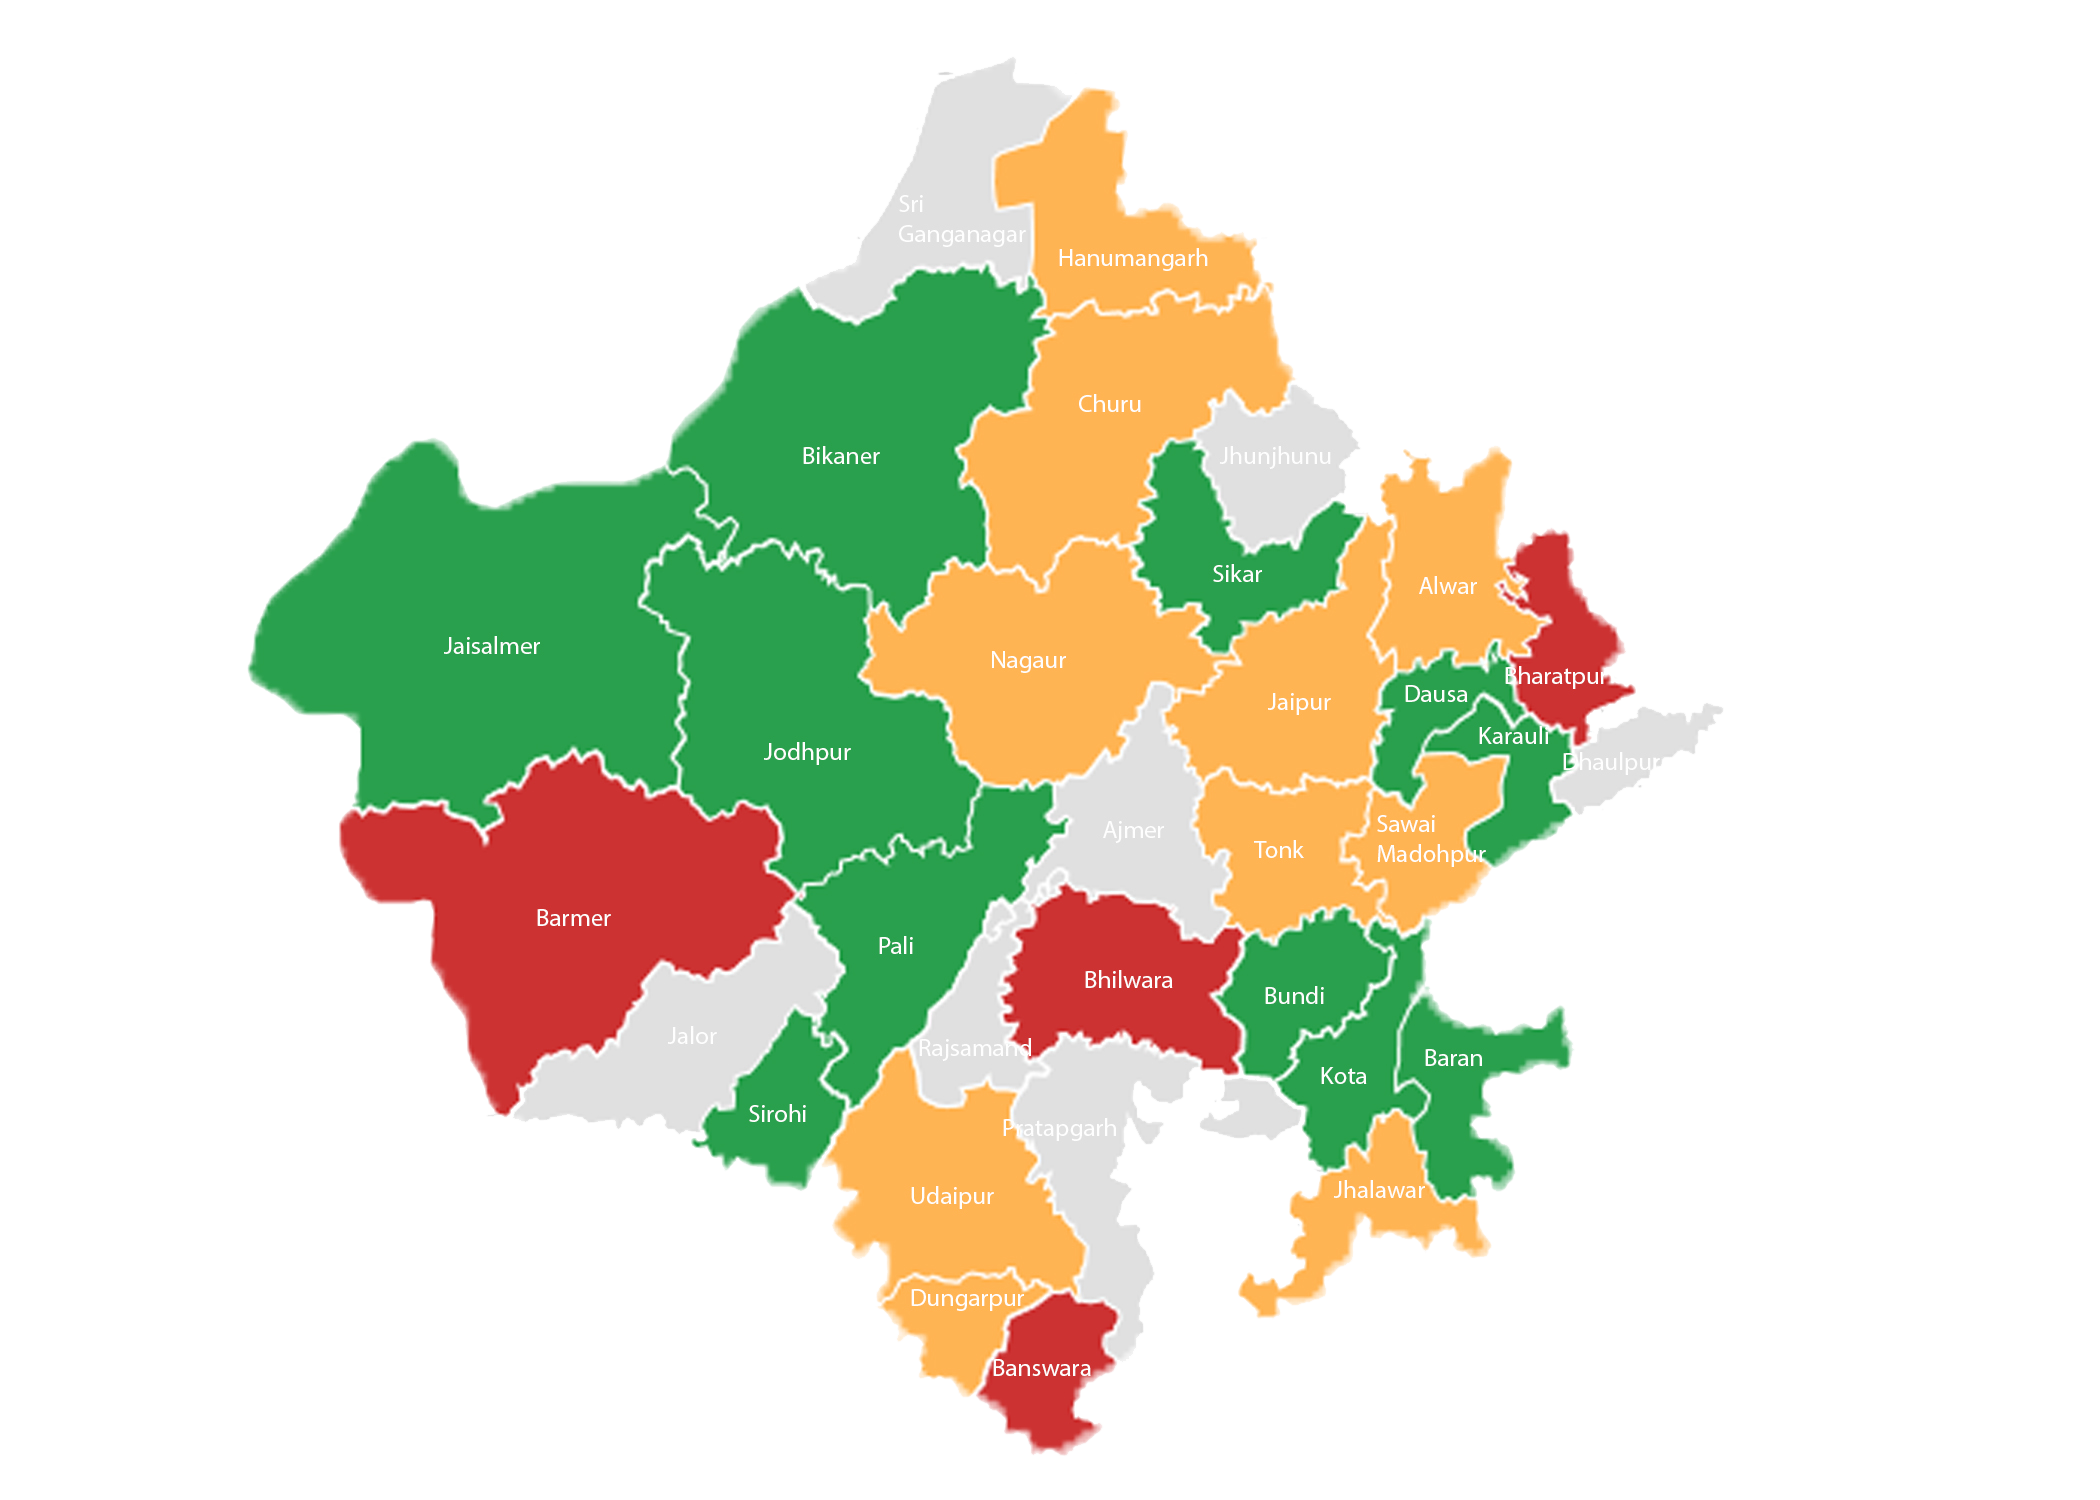 Sri
Ganganagar
Hanumangarh
Churu
Bikaner
Jhunjhunu
Sikar
Alwar
Jaisalmer
Nagaur
Bharatpur
Dausa
Jaipur
Karauli
Jodhpur
Dhaulpur
Sawai
Madohpur
Ajmer
Tonk
Barmer
Pali
Bhilwara
Bundi
Jalor
Rajsamand
Baran
Kota
Sirohi
Pratapgarh
Jhalawar
Udaipur
Dungarpur
Banswara